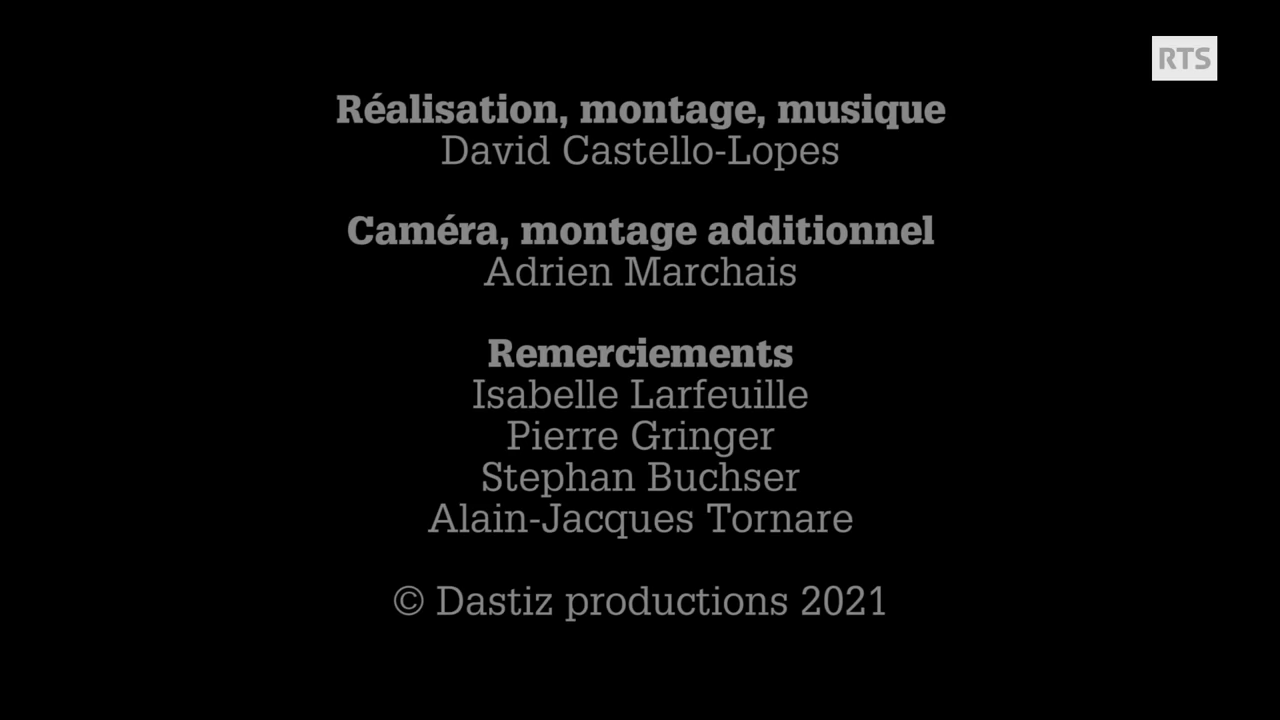 RTS
Réalisation, montage, musique
David Castello-Lopes
Caméra, montage additionnel
Adrien Marchais
Remerciements
Isabelle Larfeuille
Pierre Gringer
Stephan Buchser
Alain-Jacques Tornare
© Dastiz productions 2021